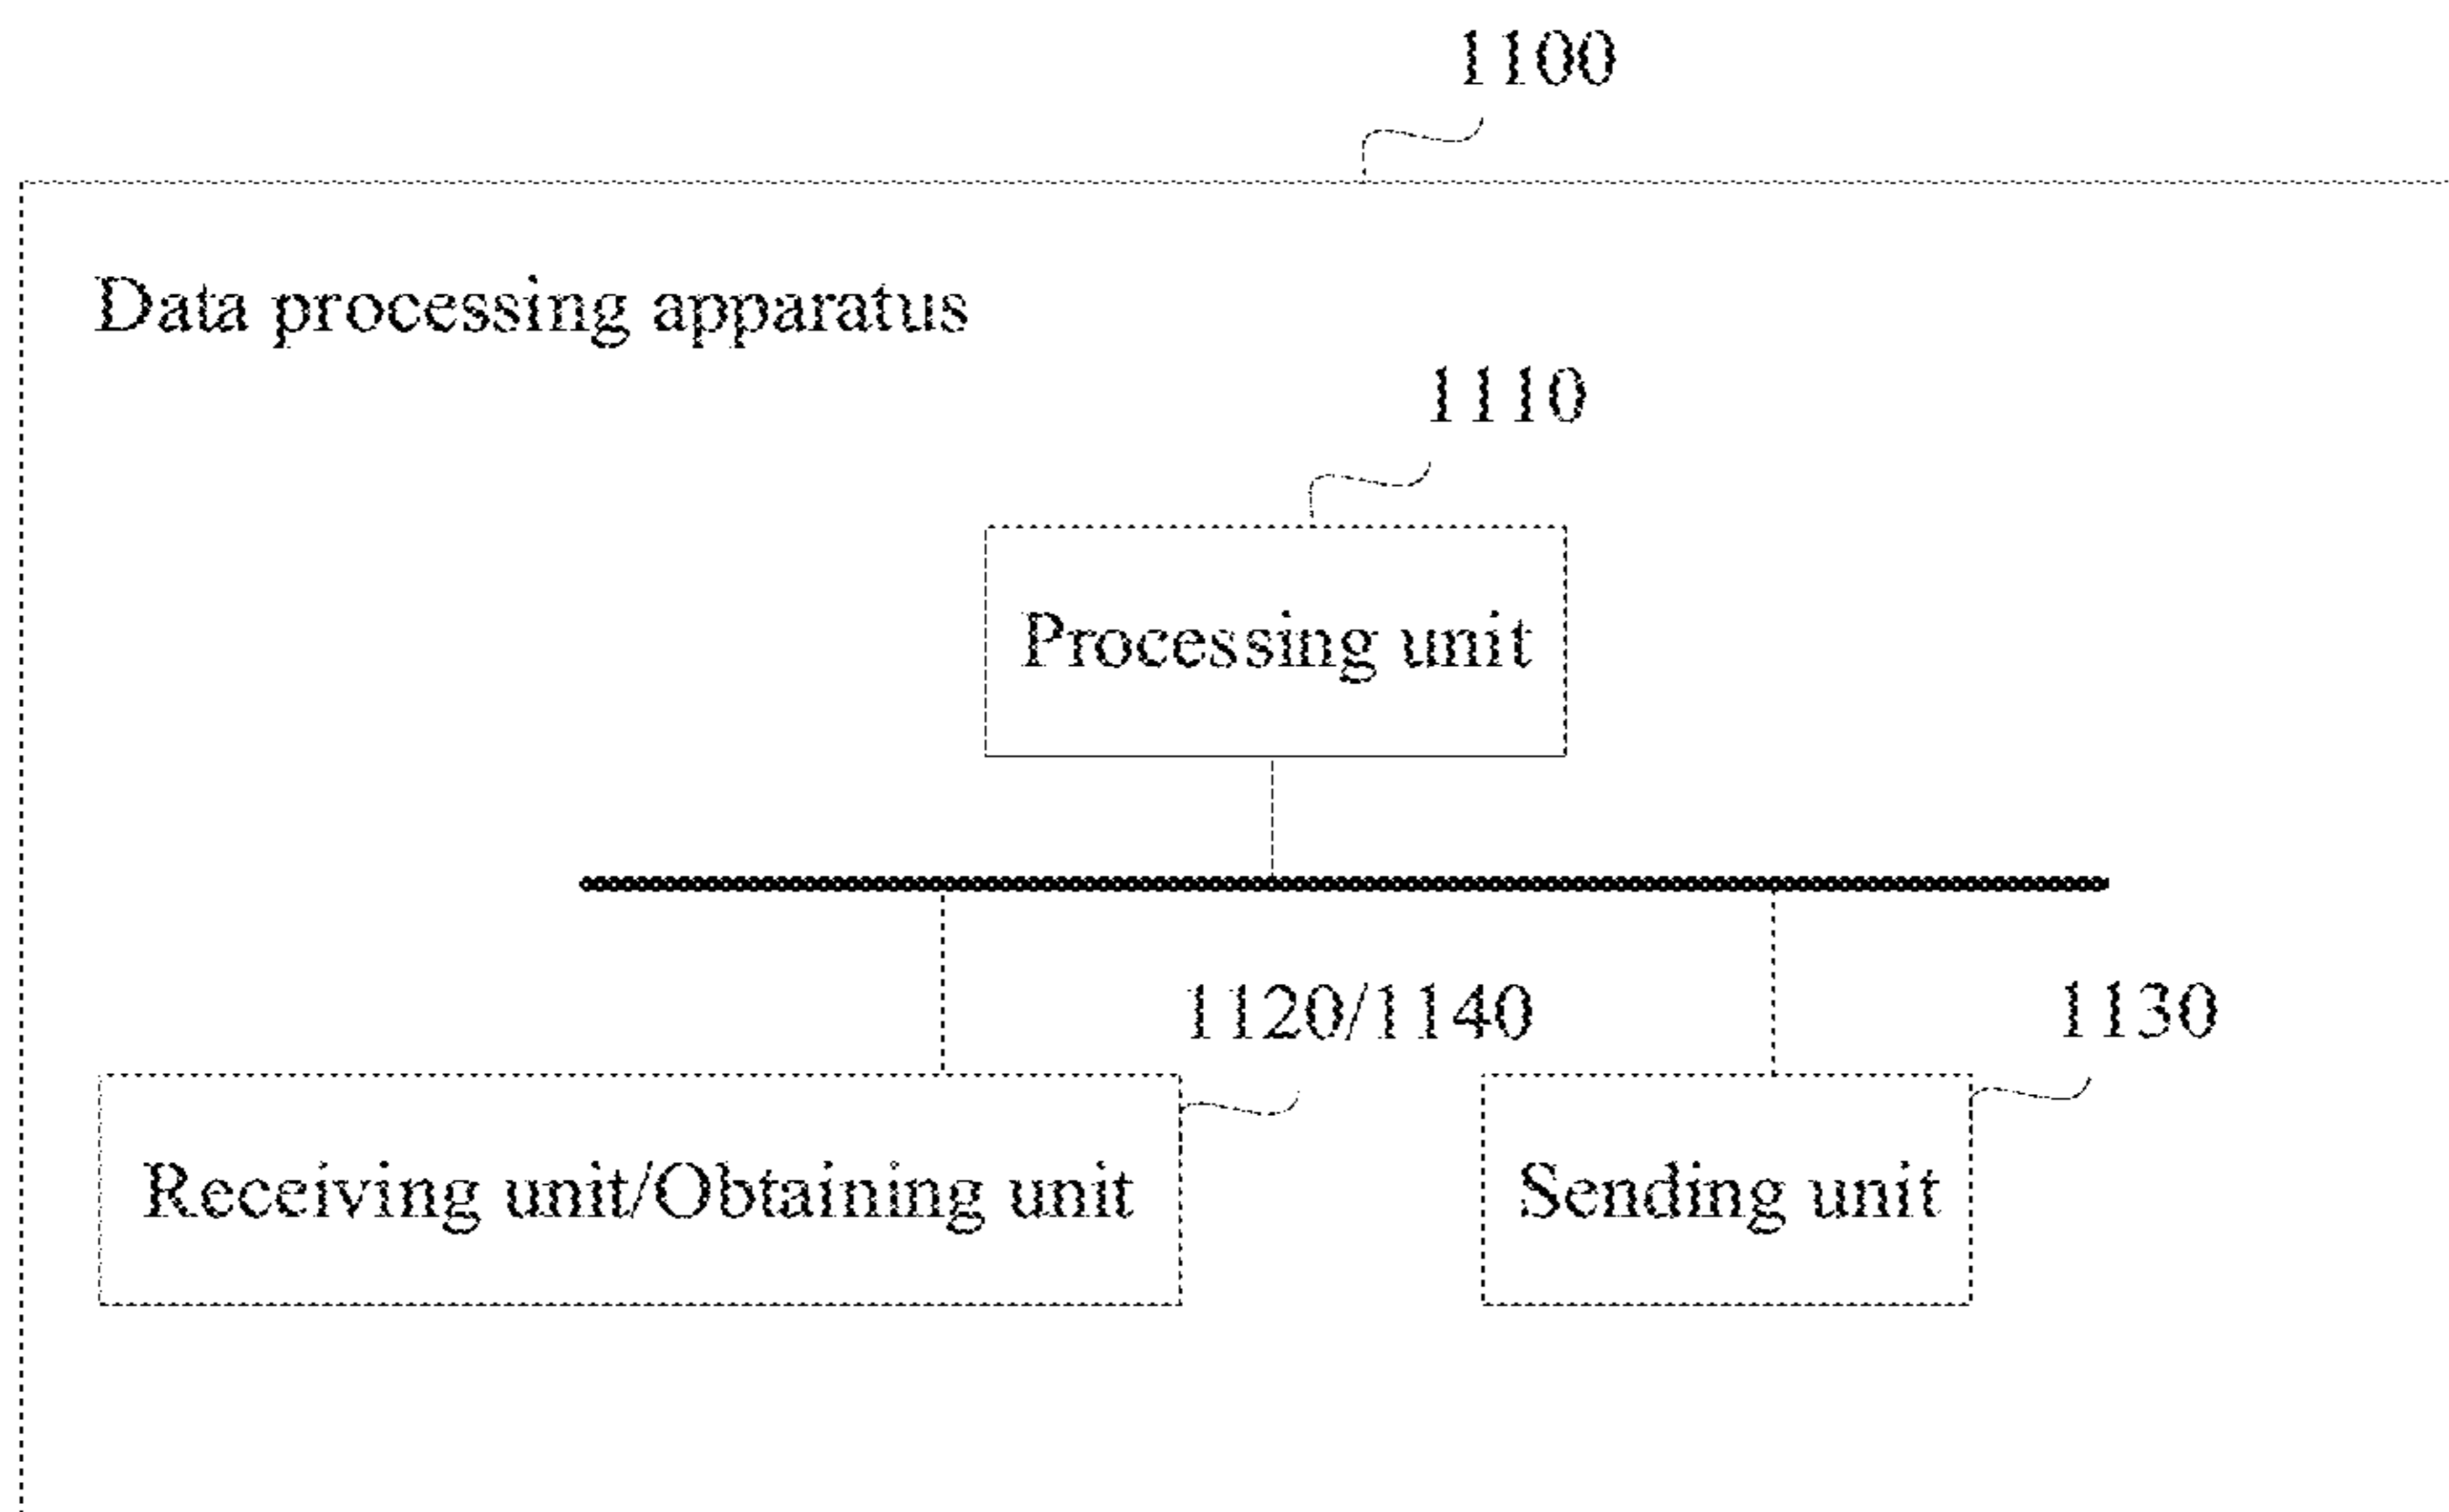 1100
Data processing apparatus
1110
Processing unit
1120/1140
1130
Receiving unit/Obtaining unit
Sending unit